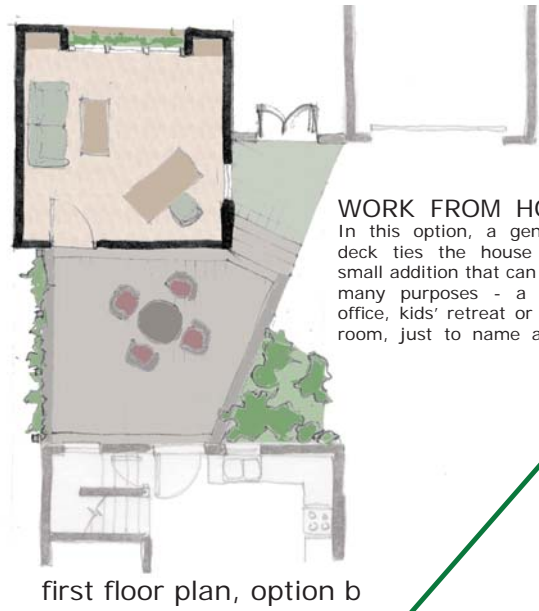 WORK FROM HO
In this option, a gen
deck ties the house
small addition that can
many purposes - a
office, kids' retreat or
room, just to name a
first floor plan, option b